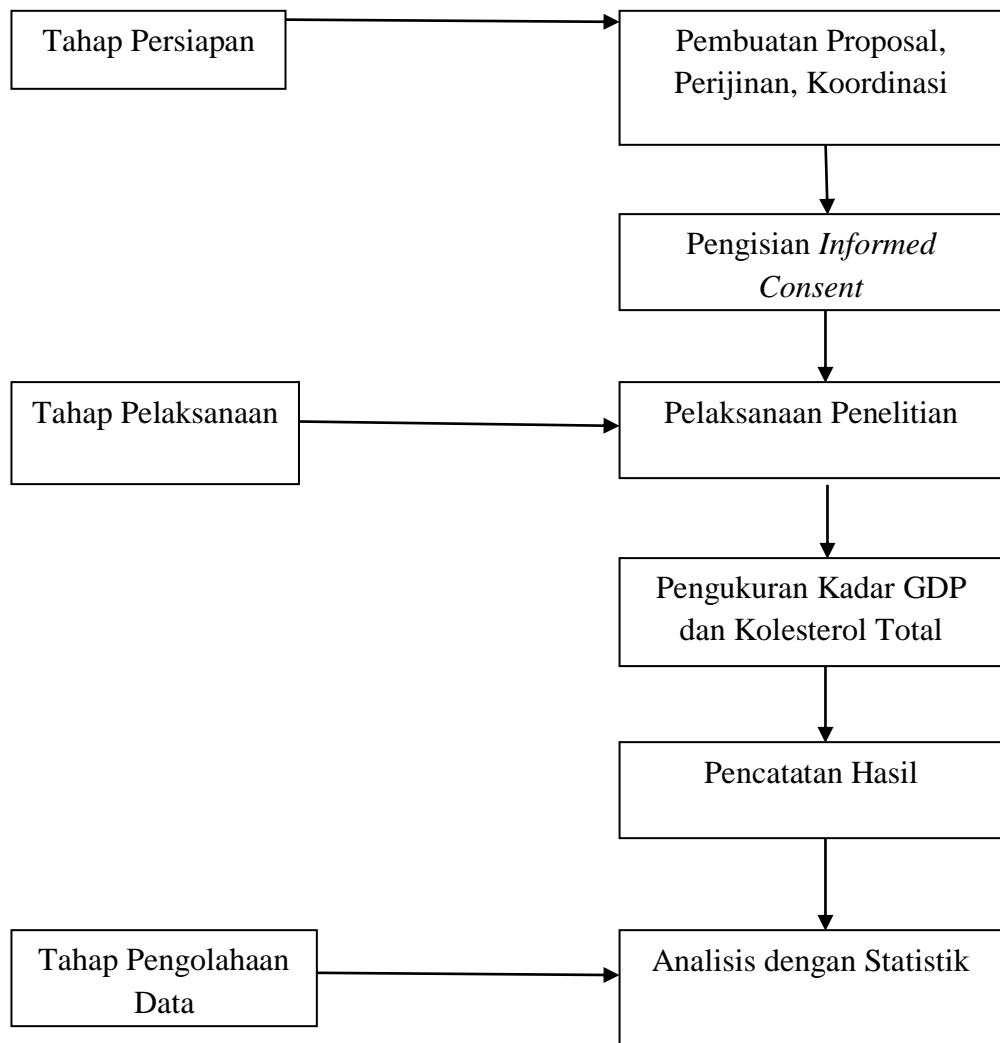 Tahap Persiapan
Pembuatan Proposal,
Perijinan, Koordinasi
Pengisian Informed
Consent
Tahap Pelaksanaan
Pelaksanaan Penelitian
Pengukuran Kadar GDP
dan Kolesterol Total
Pencatatan Hasil
Tahap Pengolahaan
Data
Analisis dengan Statistik